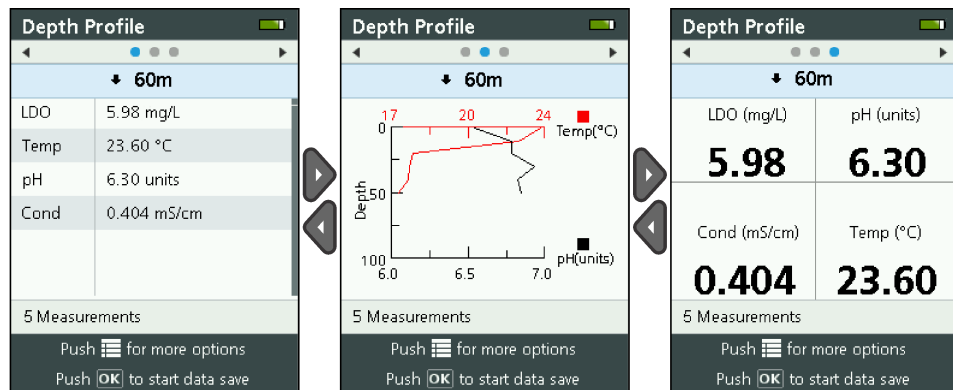 Depth Profile
60m
LDO 5.98 mg/L
Temp 23.60 °C
pH 6.30 units
Cond 0.404 mS/cm
5 Measurements
Push for more options
Push OK to start data save
Depth Profile
60m
17 20 24
Temp(°C)
0
50
100
Depth
6.0 6.5 7.0
pH(units)
5 Measurements
Push for more options
Push OK to start data save
Depth Profile
60m
LDO (mg/L) pH (units)
5.98 6.30
Cond (mS/cm) Temp (°C)
0.404 23.60
5 Measurements
Push for more options
Push OK to start data save